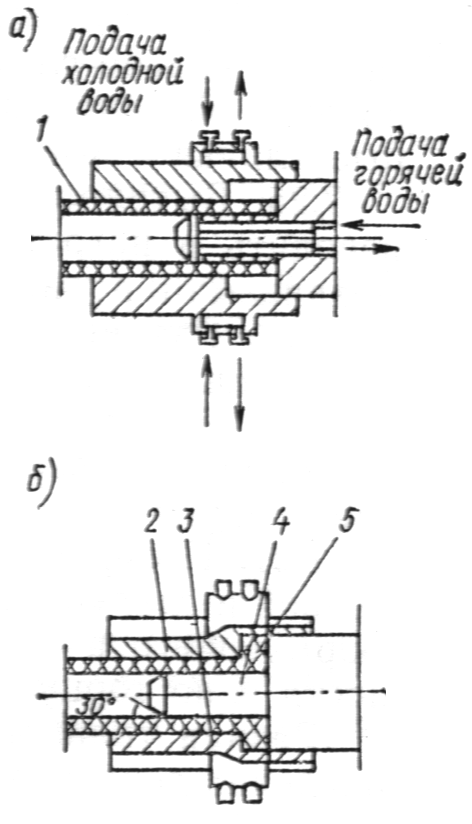 а)
Подача
холодной
воды
1
Подача
горячей
воды
б)
2 3 4 5
30°